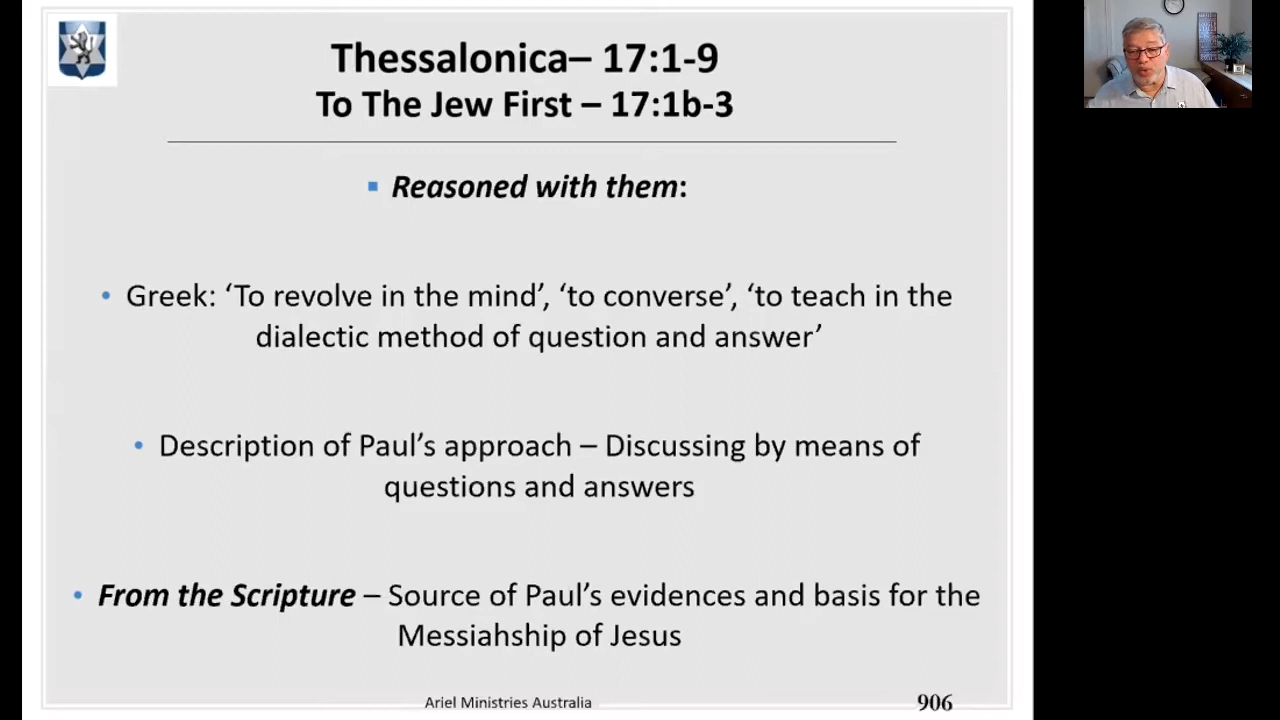 Thessalonica– 17:1-9
To The Jew First – 17:1b-3
▪ Reasoned with them:
• Greek: ‘To revolve in the mind’, ‘to converse’, ‘to teach in the
dialectic method of question and answer’
• Description of Paul’s approach – Discussing by means of
questions and answers
• From the Scripture – Source of Paul’s evidences and basis for the
Messiahship of Jesus
Ariel Ministries Australia
906